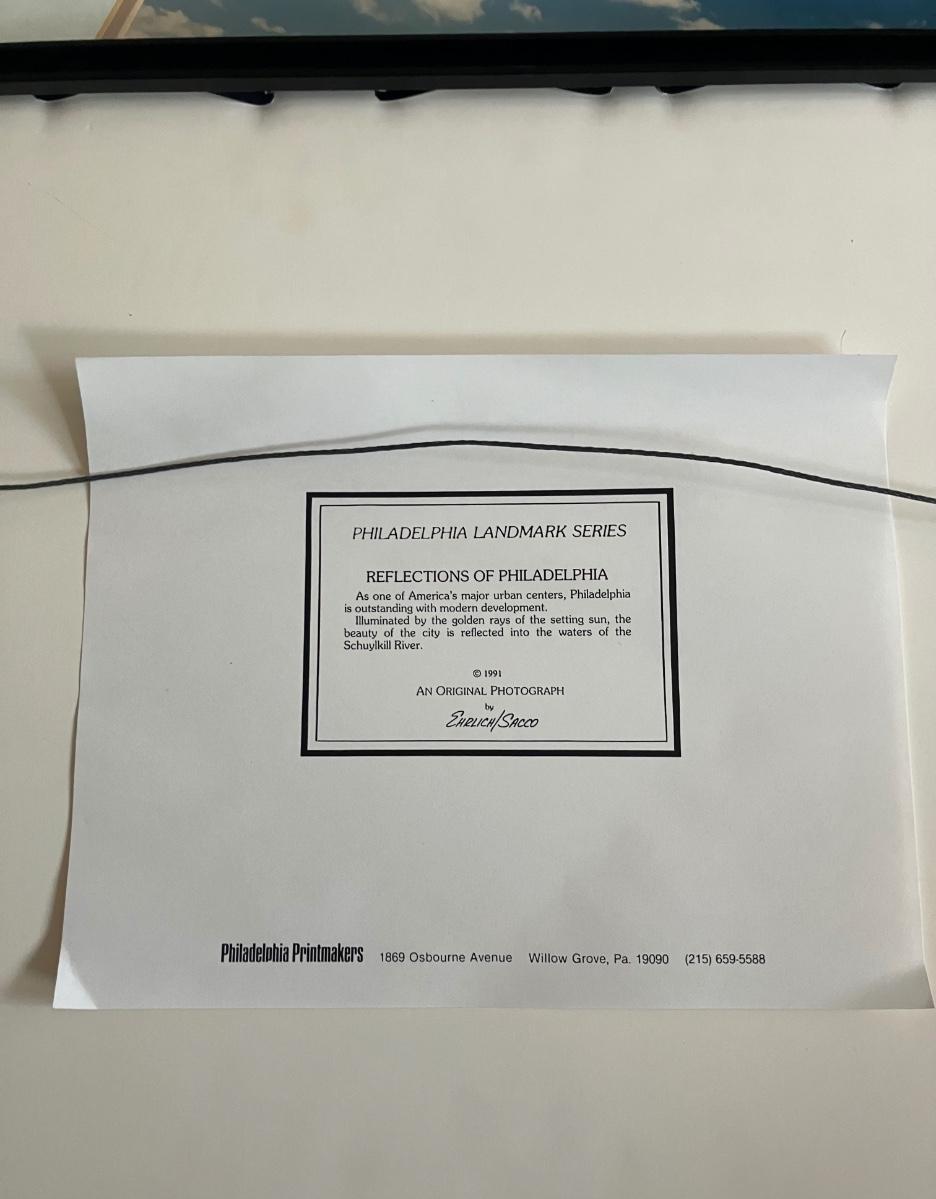 PHILADELPHIA LANDMARK SERIES
REFLECTIONS OF PHILADELPHIA
As one of America's major urban centers, Philadelphia
is outstanding with modern development.
Illuminated by the golden rays of the setting sun, the
beauty of the city is reflected into the waters of the
Schuylkill River.
© 1991
AN ORIGINAL PHOTOGRAPH
by
EHRLICH/SACCO
Philadelphia Printmakers 1869 Osbourne Avenue Willow Grove, Pa. 19090 (215) 659-5588